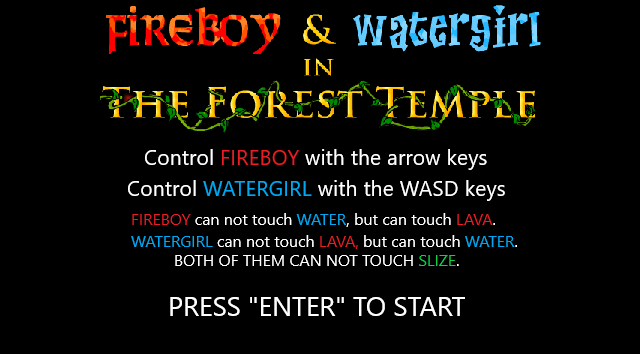 FIREBOY & WATERGIRL
IN
THE FOREST TEMPLE
Control FIREBOY with the arrow keys
Control WATERGIRL with the WASD keys
FIREBOY can not touch WATER, but can touch LAVA.
WATERGIRL can not touch LAVA, but can touch WATER.
BOTH OF THEM CAN NOT TOUCH SLIZE.
PRESS "ENTER" TO START